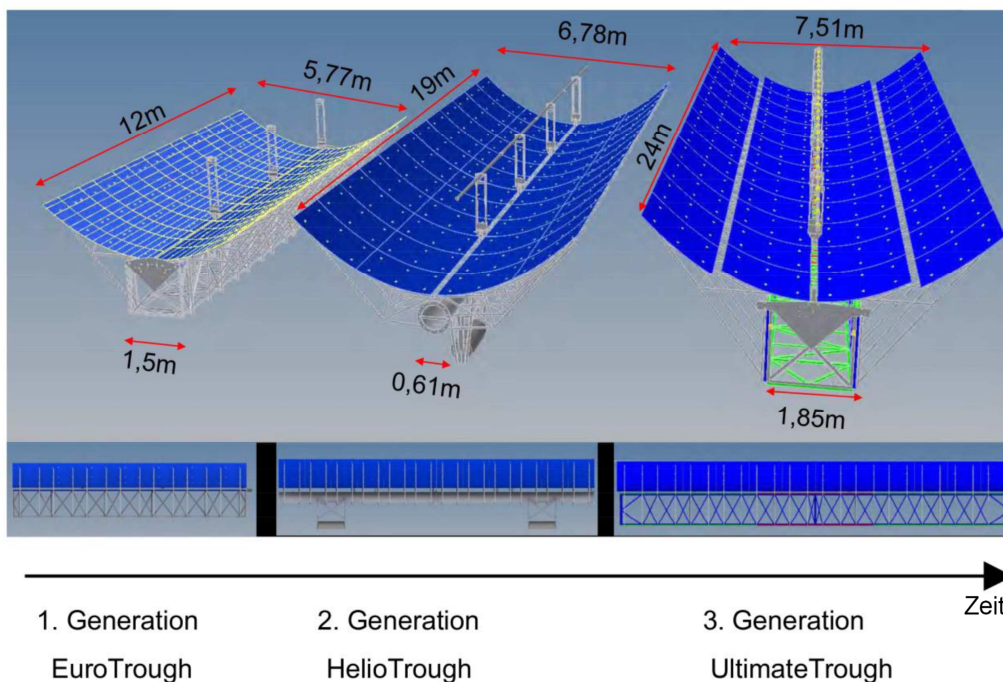 12m
5,77m
19m
6,78m
7,51m
24m
1,5m
0,61m
1,85m
Zeit
1. Generation
2. Generation
3. Generation
EuroTrough
HelioTrough
UltimateTrough